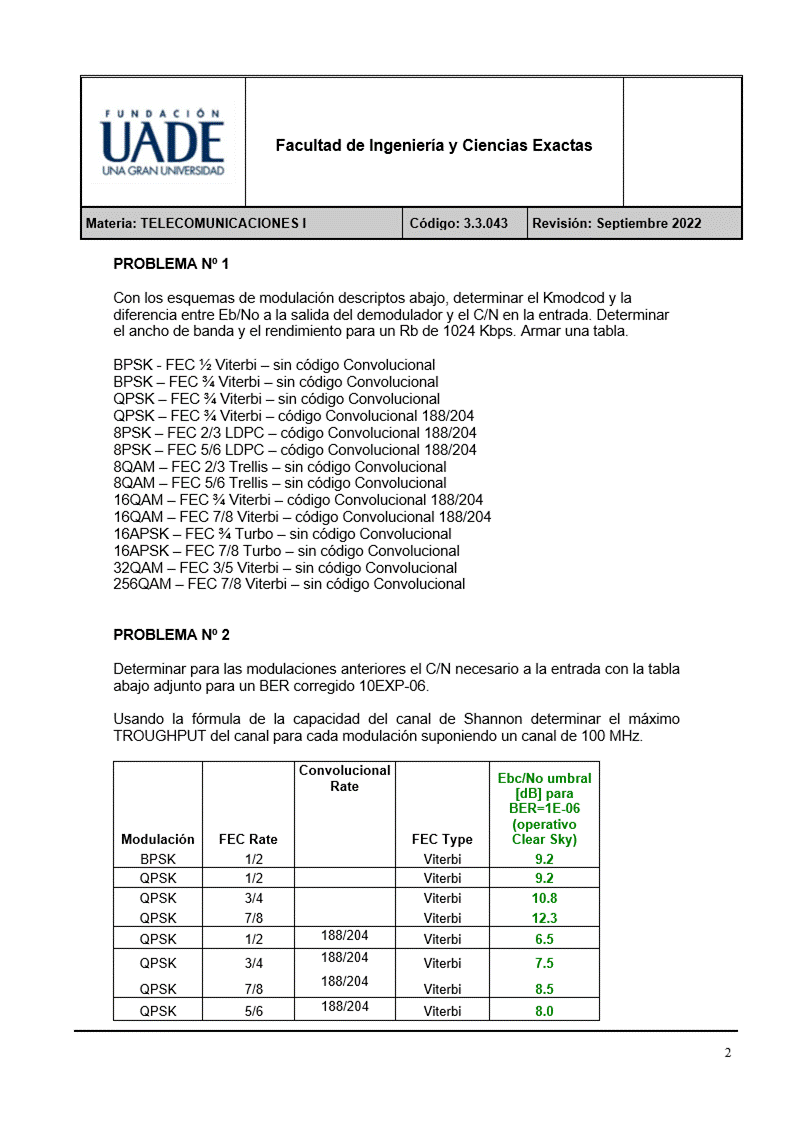 FUNDACIÓN
UADE
UNA GRAN UNIVERSIDAD
Facultad de Ingeniería y Ciencias Exactas
Materia: TELECOMUNICACIONES I Código: 3.3.043 Revisión: Septiembre 2022
PROBLEMA Nº 1
Con los esquemas de modulación descriptos abajo, determinar el Kmodcod y la
diferencia entre Eb/No a la salida del demodulador y el C/N en la entrada. Determinar
el ancho de banda y el rendimiento para un Rb de 1024 Kbps. Armar una tabla.
BPSK - FEC ½ Viterbi – sin código Convolucional
BPSK – FEC ¾ Viterbi – sin código Convolucional
QPSK – FEC ¾ Viterbi – sin código Convolucional
QPSK – FEC ¾ Viterbi – código Convolucional 188/204
8PSK – FEC 2/3 LDPC – código Convolucional 188/204
8PSK – FEC 5/6 LDPC – código Convolucional 188/204
8QAM – FEC 2/3 Trellis – sin código Convolucional
8QAM – FEC 5/6 Trellis – sin código Convolucional
16QAM – FEC ¾ Viterbi – código Convolucional 188/204
16QAM – FEC 7/8 Viterbi – código Convolucional 188/204
16APSK – FEC ¾ Turbo – sin código Convolucional
16APSK – FEC 7/8 Turbo – sin código Convolucional
32QAM – FEC 3/5 Viterbi – sin código Convolucional
256QAM – FEC 7/8 Viterbi – sin código Convolucional
PROBLEMA Nº 2
Determinar para las modulaciones anteriores el C/N necesario a la entrada con la tabla
abajo adjunto para un BER corregido 10EXP-06.
Usando la fórmula de la capacidad del canal de Shannon determinar el máximo
TROUGHPUT del canal para cada modulación suponiendo un canal de 100 MHz.
Convolucional
Rate
Ebc/No umbral
[dB] para
BER=1E-06
(operativo
Clear Sky)
Modulación FEC Rate FEC Type
BPSK 1/2 Viterbi 9.2
QPSK 1/2 Viterbi 9.2
QPSK 3/4 Viterbi 10.8
QPSK 7/8 Viterbi 12.3
QPSK 1/2 188/204 Viterbi 6.5
QPSK 3/4 188/204 Viterbi 7.5
QPSK 7/8 188/204 Viterbi 8.5
QPSK 5/6 188/204 Viterbi 8.0
2